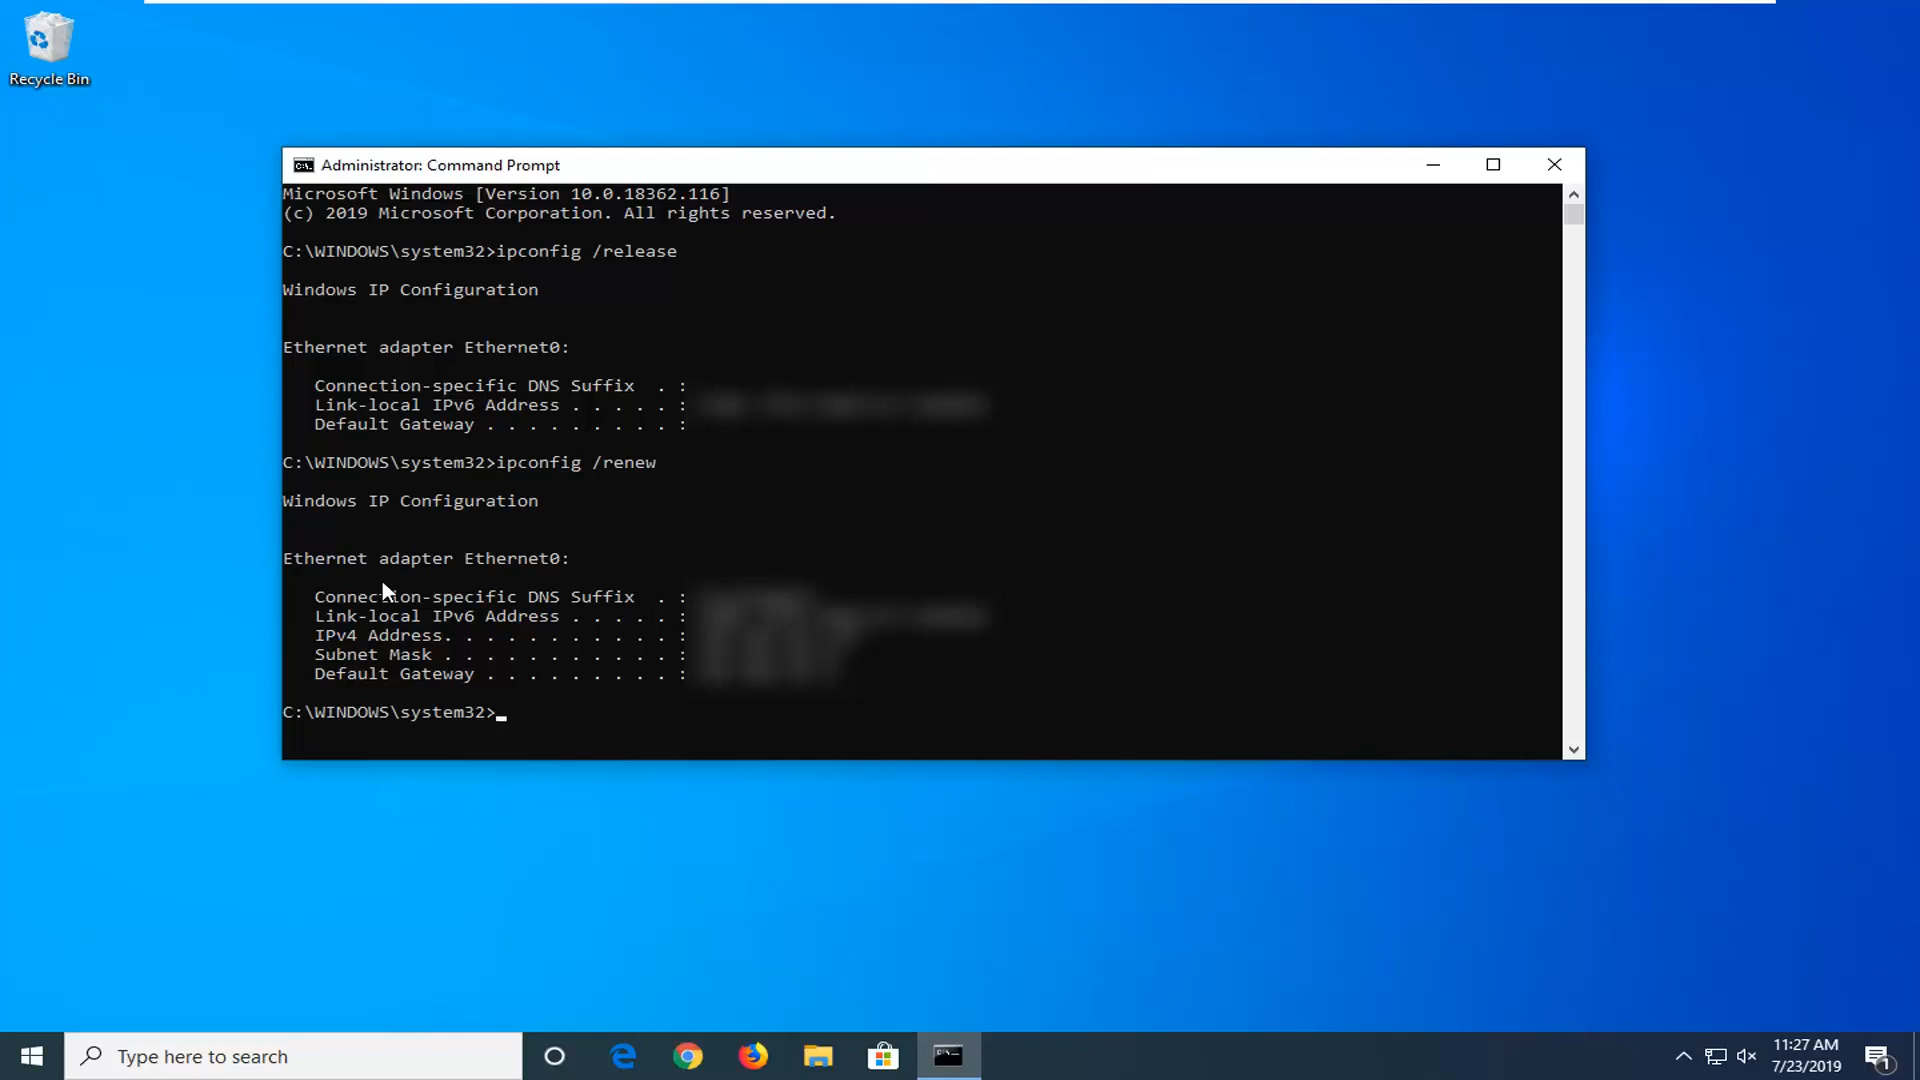 Recycle Bin
Administrator: Command Prompt
Microsoft Windows [Version 10.0.18362.116]
(c) 2019 Microsoft Corporation. All rights reserved.
C:\WINDOWS\system32>ipconfig /release
Windows IP Configuration
Ethernet adapter Ethernet0:
Connection-specific DNS Suffix . :
Link-local IPv6 Address . . . . . :
Default Gateway . . . . . . . . . :
C:\WINDOWS\system32>ipconfig /renew
Windows IP Configuration
Ethernet adapter Ethernet0:
Connection-specific DNS Suffix . :
Link-local IPv6 Address . . . . . :
IPv4 Address. . . . . . . . . . . :
Subnet Mask . . . . . . . . . . . :
Default Gateway . . . . . . . . . :
C:\WINDOWS\system32>
Type here to search
11:27 AM
7/23/2019
1